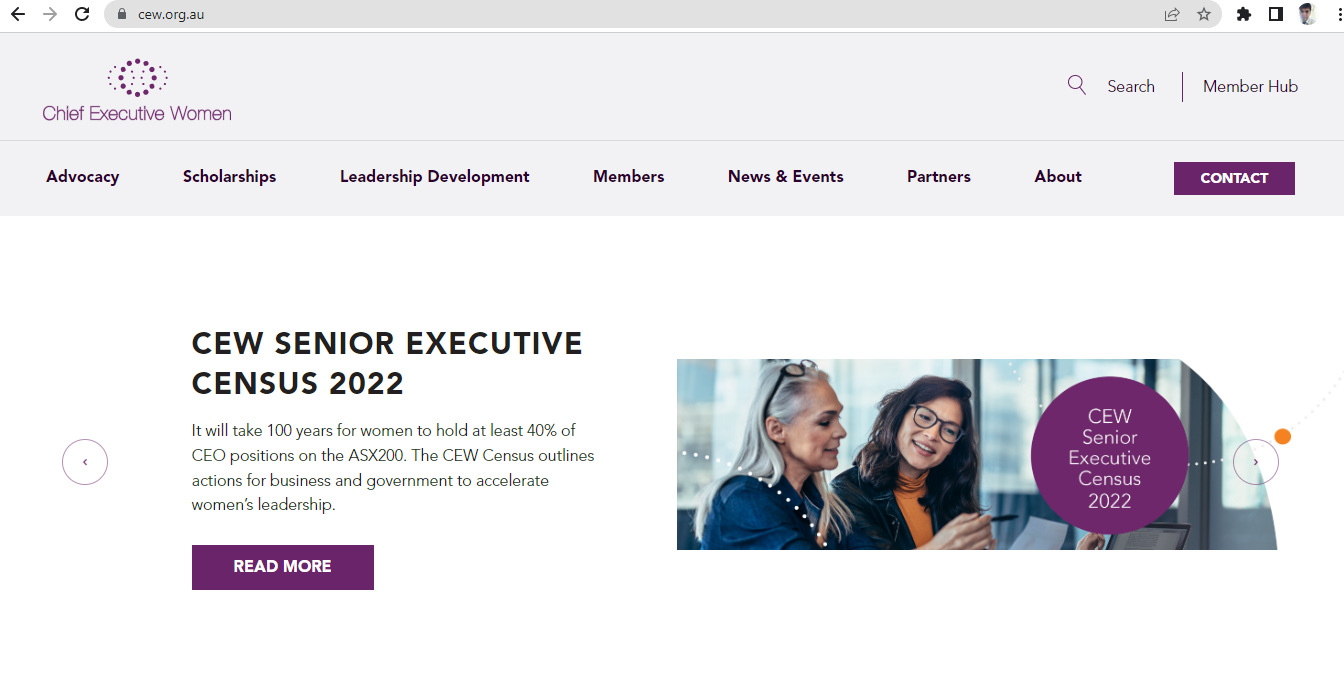 cew.org.au
Chief Executive Women
Search
Member Hub
Advocacy
Scholarships
Leadership Development
Members
News & Events
Partners
About
CONTACT
CEW SENIOR EXECUTIVE
CENSUS 2022
It will take 100 years for women to hold at least 40% of
CEO positions on the ASX200. The CEW Census outlines
actions for business and government to accelerate
women’s leadership.
READ MORE
CEW
Senior
Executive
Census
2022